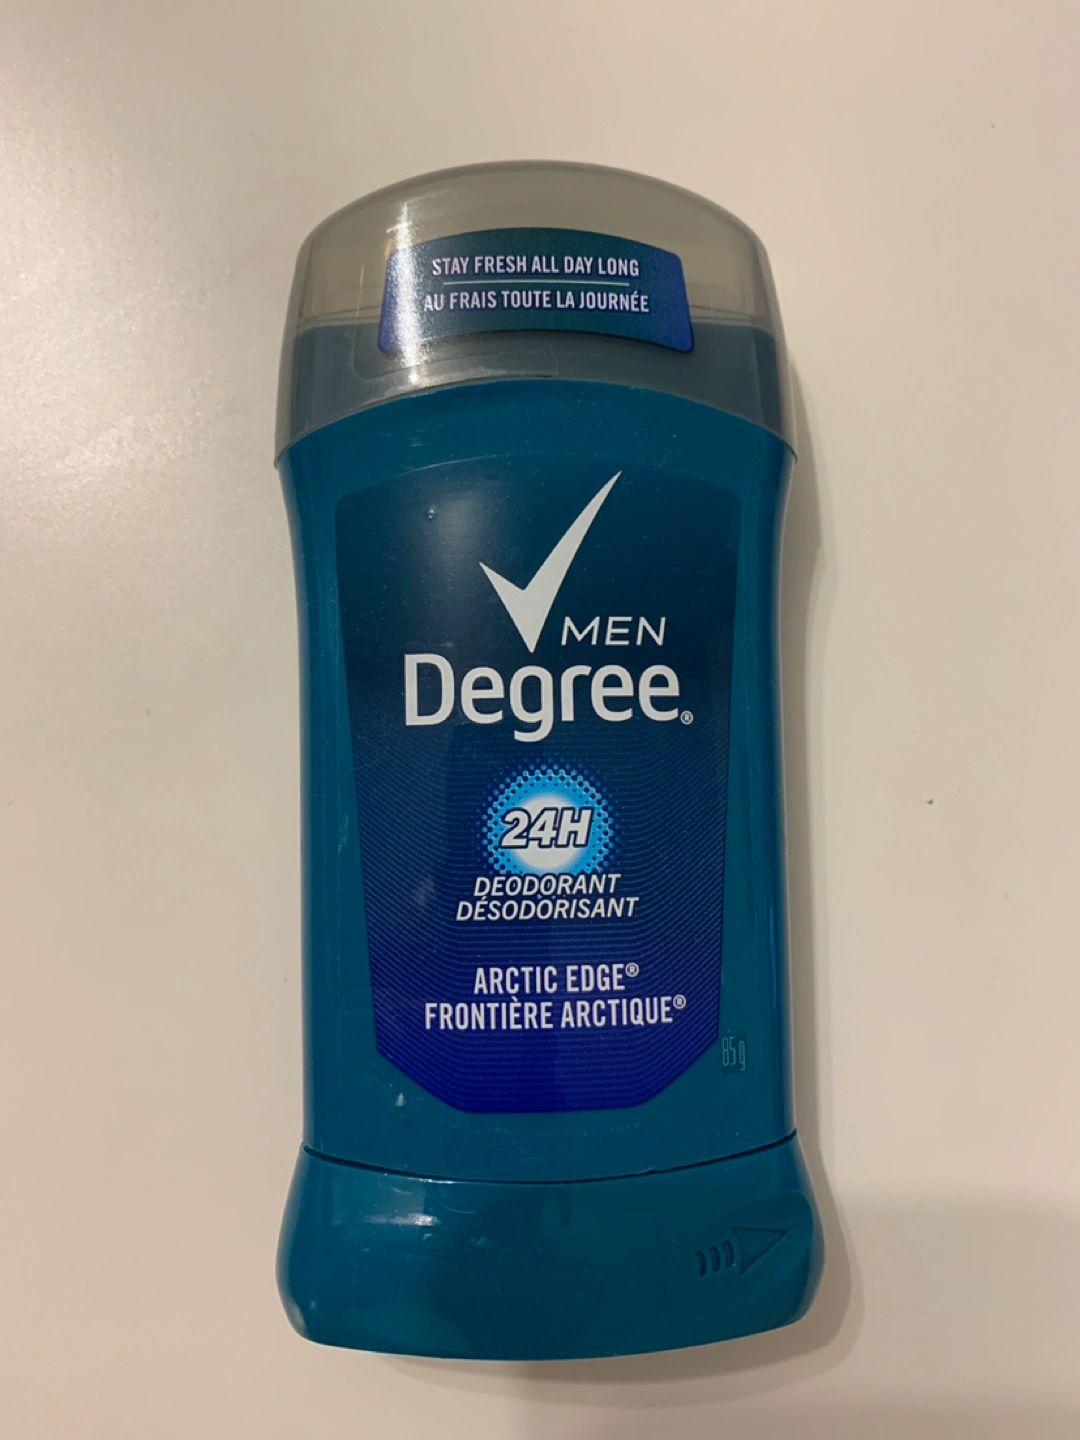 STAY FRESH ALL DAY LONG
AU FRAIS TOUTE LA JOURNÉE
MEN
Degree®
24H
DEODORANT
DÉSODORISANT
ARCTIC EDGE®
FRONTIÈRE ARCTIQUE®
85g